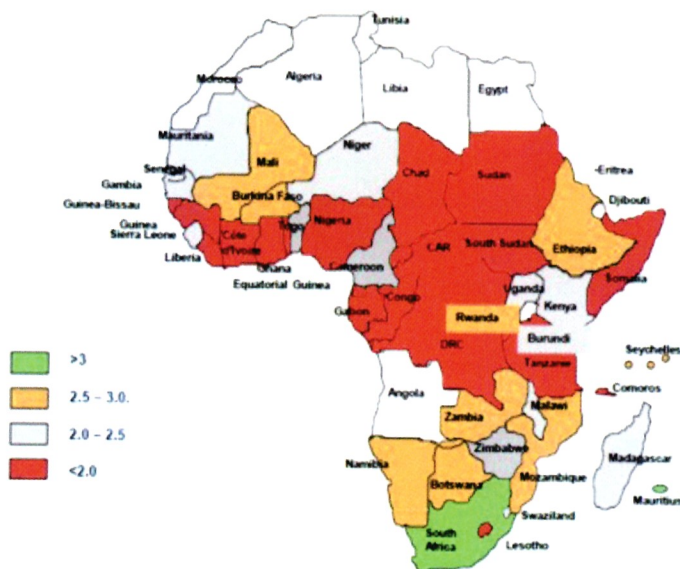 Tunisia
Morocco
Algeria
Libia
Egypt
Mauritania
Mali
Niger
Chad
Sudan
-Eritrea
Senegal
Gambia
Burkina Faso
Djibouti
Guinea-Bissau
Guinea
Sierra Leone
Côte
d'Ivoire
Togo
Nigeria
CAR
South Sudan
Ethiopia
Liberia
Ghana
Cameroon
Somalia
Equatorial Guinea
Uganda
Kenya
Gabon
Congo
Rwanda
DRC
Burundi
Seychelles
>3
2.5 – 3.0.
2.0 – 2.5
<2.0
Tanzania
Angola
Comoros
Zambia
Malawi
Zimbabwe
Namibia
Botswana
Mozambique
Madagascar
Mauritius
Swaziland
South
Africa
Lesotho